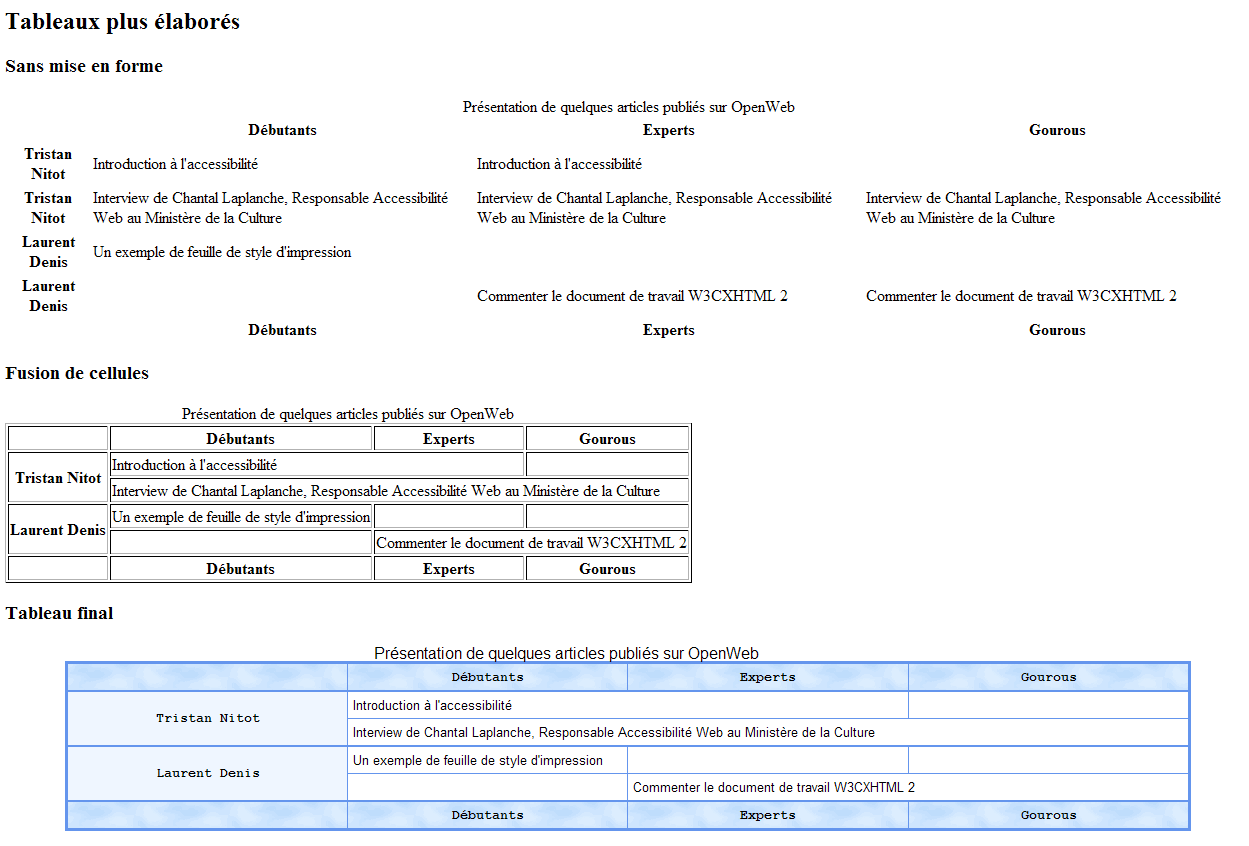 Tableaux plus élaborés
Sans mise en forme
Présentation de quelques articles publiés sur OpenWeb
Débutants Experts Gourous
Tristan
Nitot
Introduction à l'accessibilité Introduction à l'accessibilité
Tristan
Nitot
Interview de Chantal Laplanche, Responsable Accessibilité
Web au Ministère de la Culture
Interview de Chantal Laplanche, Responsable Accessibilité
Web au Ministère de la Culture
Interview de Chantal Laplanche, Responsable Accessibilité
Web au Ministère de la Culture
Laurent
Denis
Un exemple de feuille de style d'impression
Laurent
Denis
Commenter le document de travail W3CXHTML 2 Commenter le document de travail W3CXHTML 2
Débutants Experts Gourous
Fusion de cellules
Présentation de quelques articles publiés sur OpenWeb
Débutants Experts Gourous
Tristan Nitot
Introduction à l'accessibilité
Interview de Chantal Laplanche, Responsable Accessibilité Web au Ministère de la Culture
Laurent Denis
Un exemple de feuille de style d'impression
Commenter le document de travail W3CXHTML 2
Débutants Experts Gourous
Tableau final
Présentation de quelques articles publiés sur OpenWeb
Débutants Experts Gourous
Tristan Nitot
Introduction à l'accessibilité
Interview de Chantal Laplanche, Responsable Accessibilité Web au Ministère de la Culture
Laurent Denis
Un exemple de feuille de style d'impression
Commenter le document de travail W3CXHTML 2
Débutants Experts Gourous